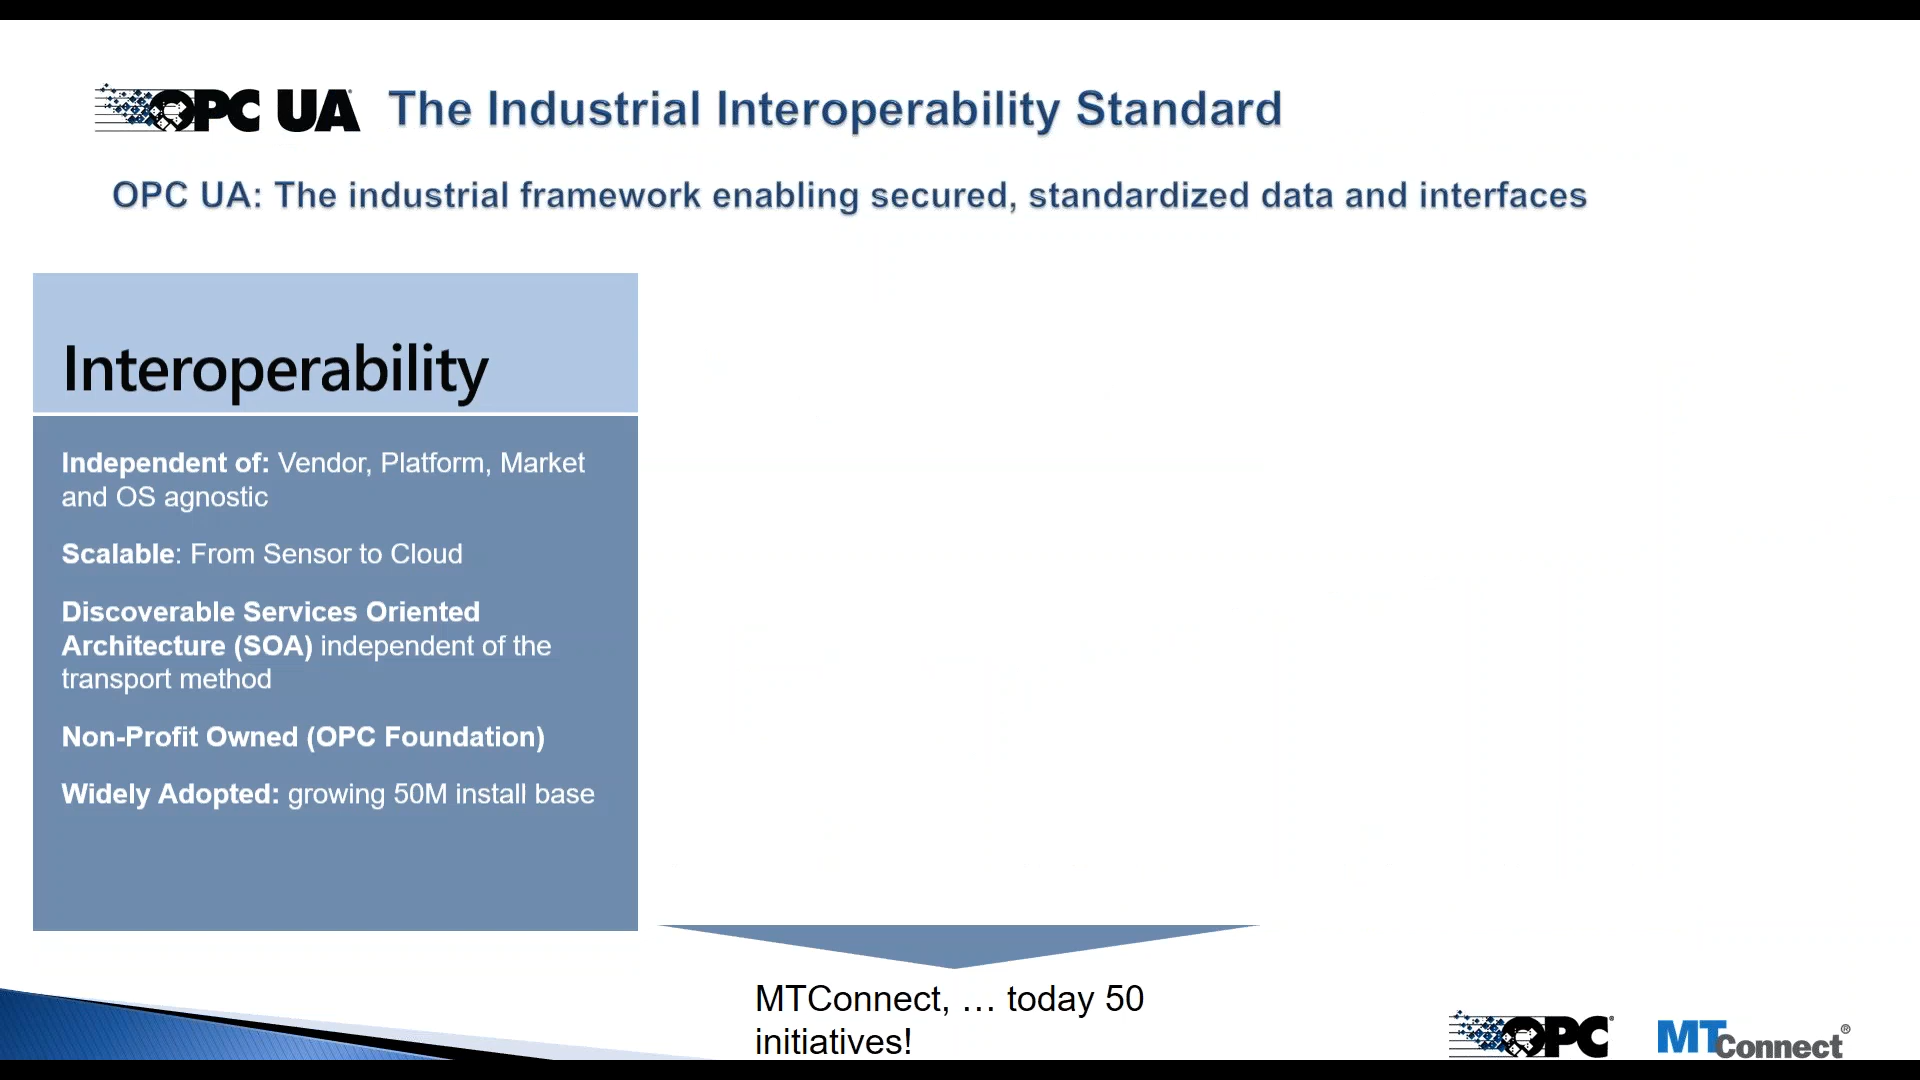 OPC UA The Industrial Interoperability Standard
OPC UA: The industrial framework enabling secured, standardized data and interfaces
Interoperability
Independent of: Vendor, Platform, Market
and OS agnostic
Scalable: From Sensor to Cloud
Discoverable Services Oriented
Architecture (SOA) independent of the
transport method
Non-Profit Owned (OPC Foundation)
Widely Adopted: growing 50M install base
MTConnect, … today 50
initiatives!
OPC®
MTConnect®